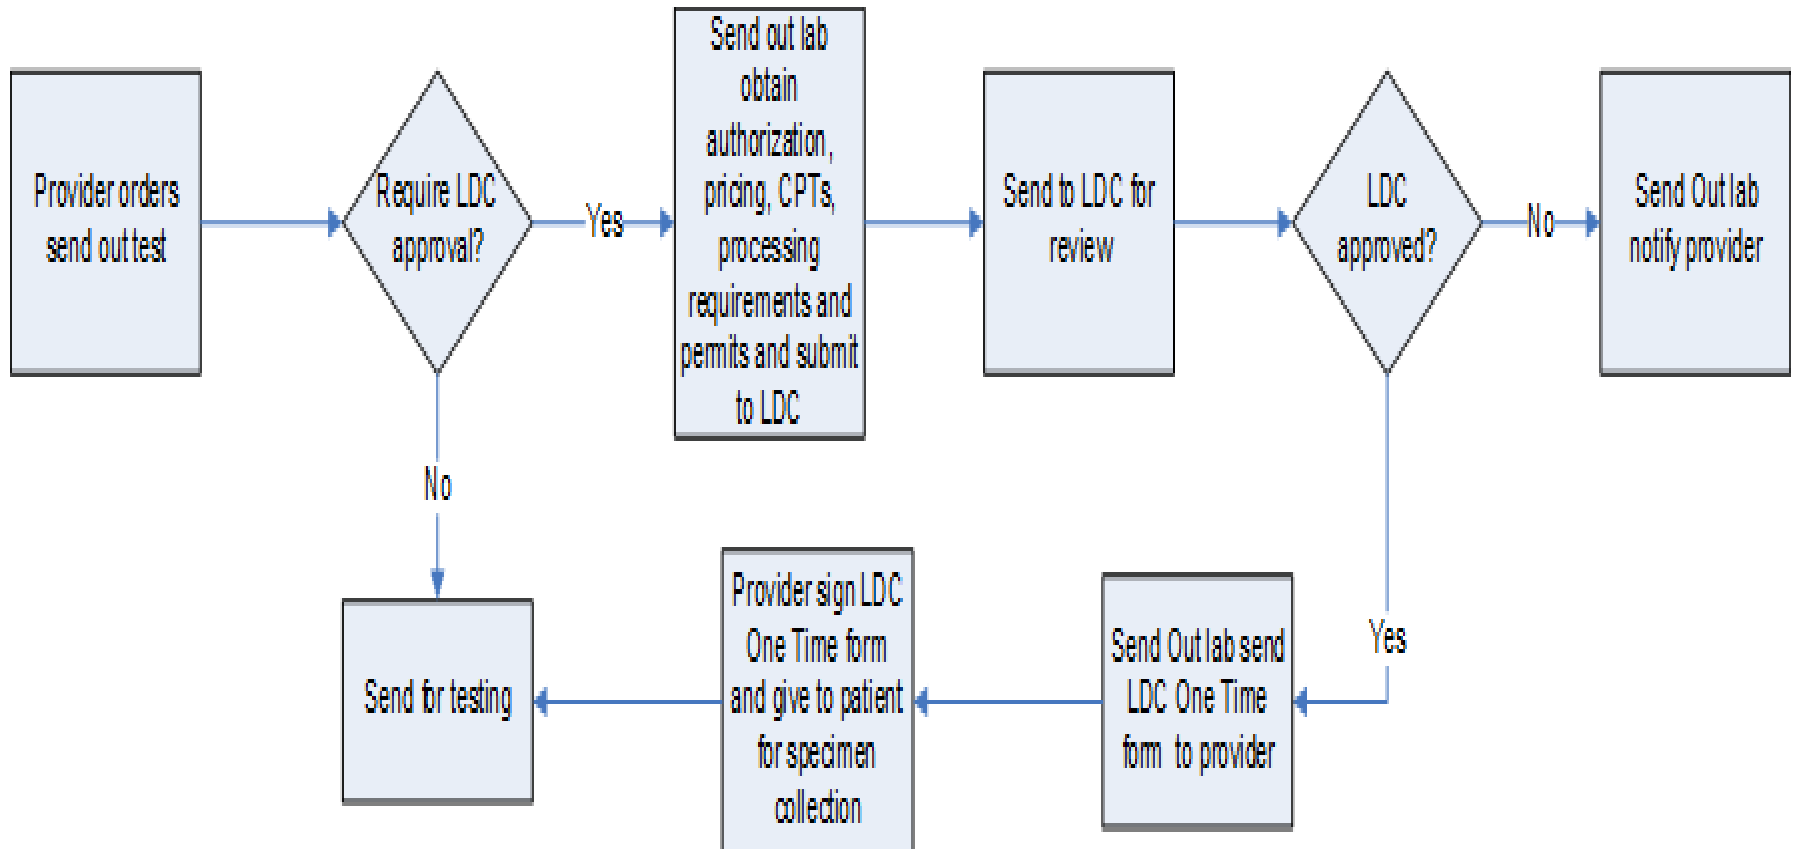 Provider orders
send out test
Require LDC
approval?
Yes
Send out lab
obtain
authorization,
pricing, CPTs,
processing
requirements and
permits and submit
to LDC
Send to LDC for
review
LDC
approved?
No
Send Out lab
notify provider
No
Yes
Send Out lab send
LDC One Time
form to provider
Provider sign LDC
One Time form
and give to patient
for specimen
collection
Send for testing